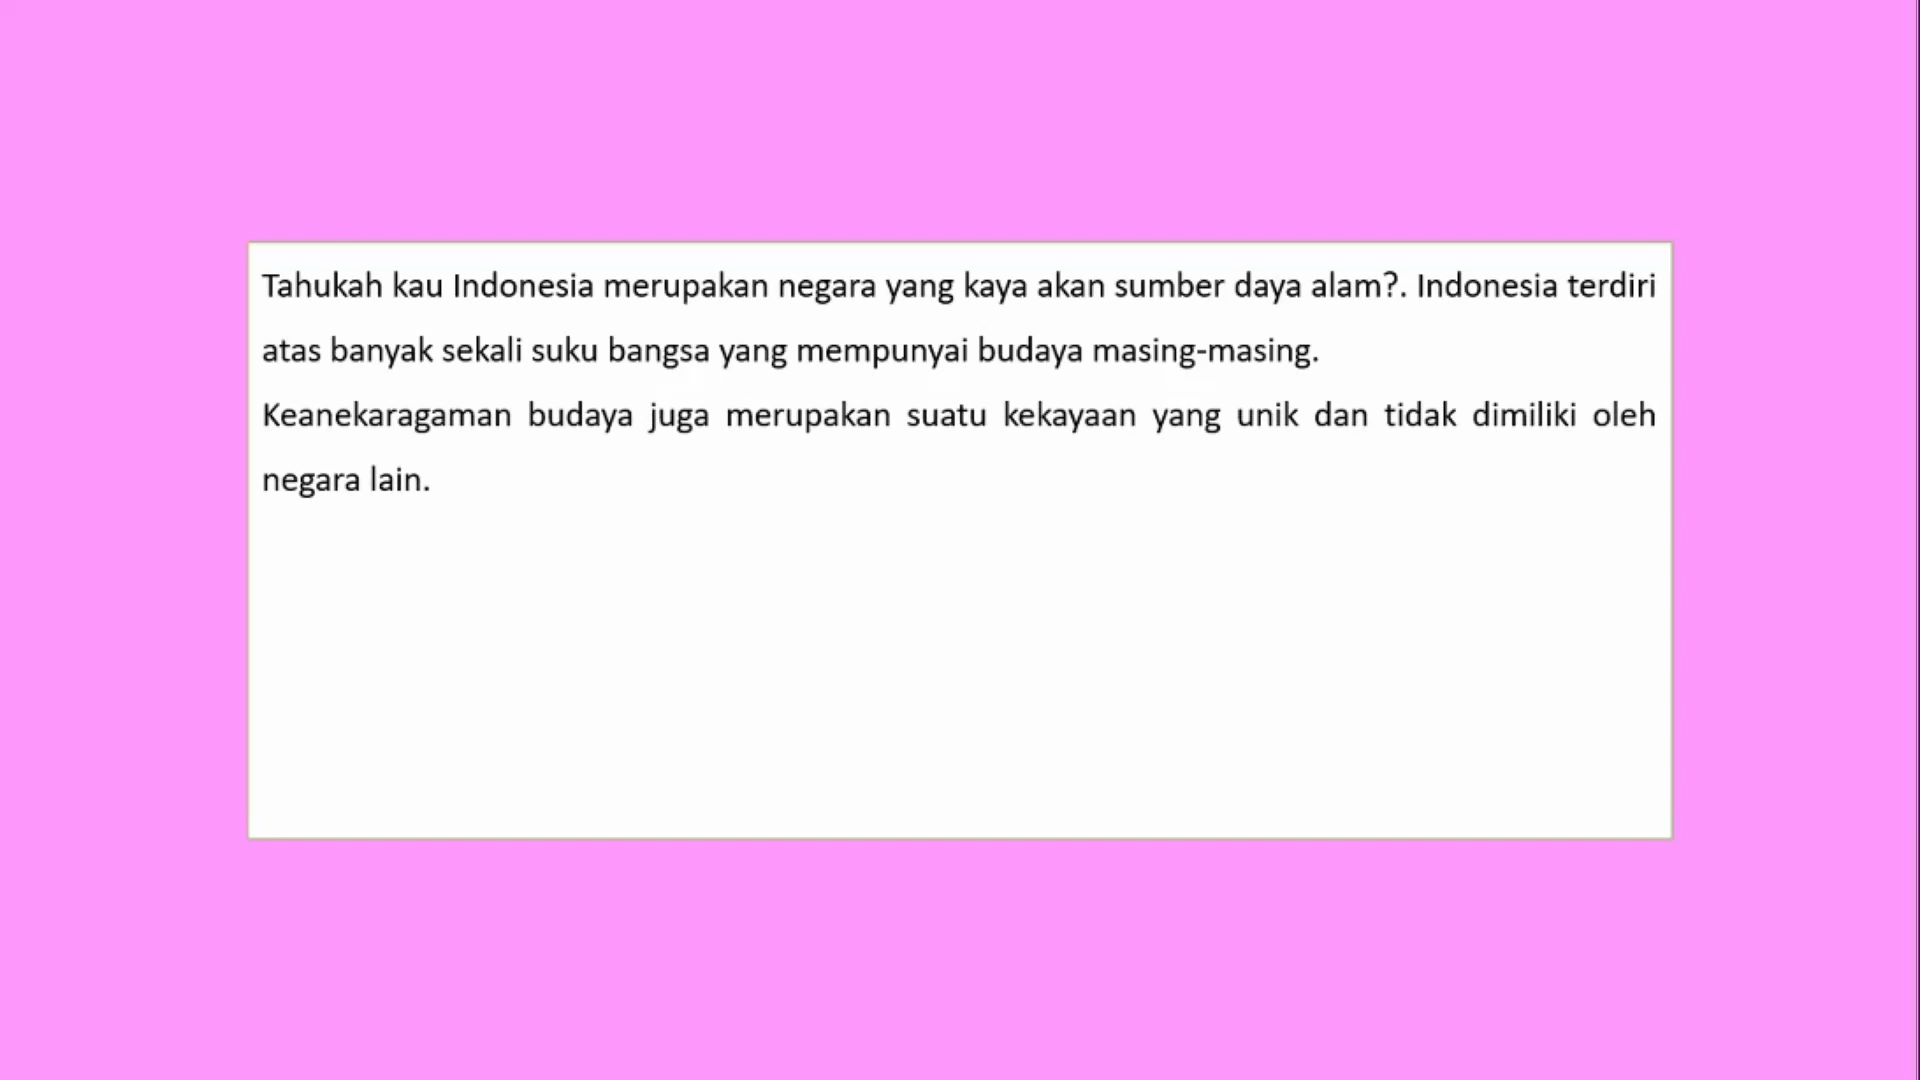 Tahukah kau Indonesia merupakan negara yang kaya akan sumber daya alam?. Indonesia terdiri
atas banyak sekali suku bangsa yang mempunyai budaya masing-masing.
Keanekaragaman budaya juga merupakan suatu kekayaan yang unik dan tidak dimiliki oleh
negara lain.